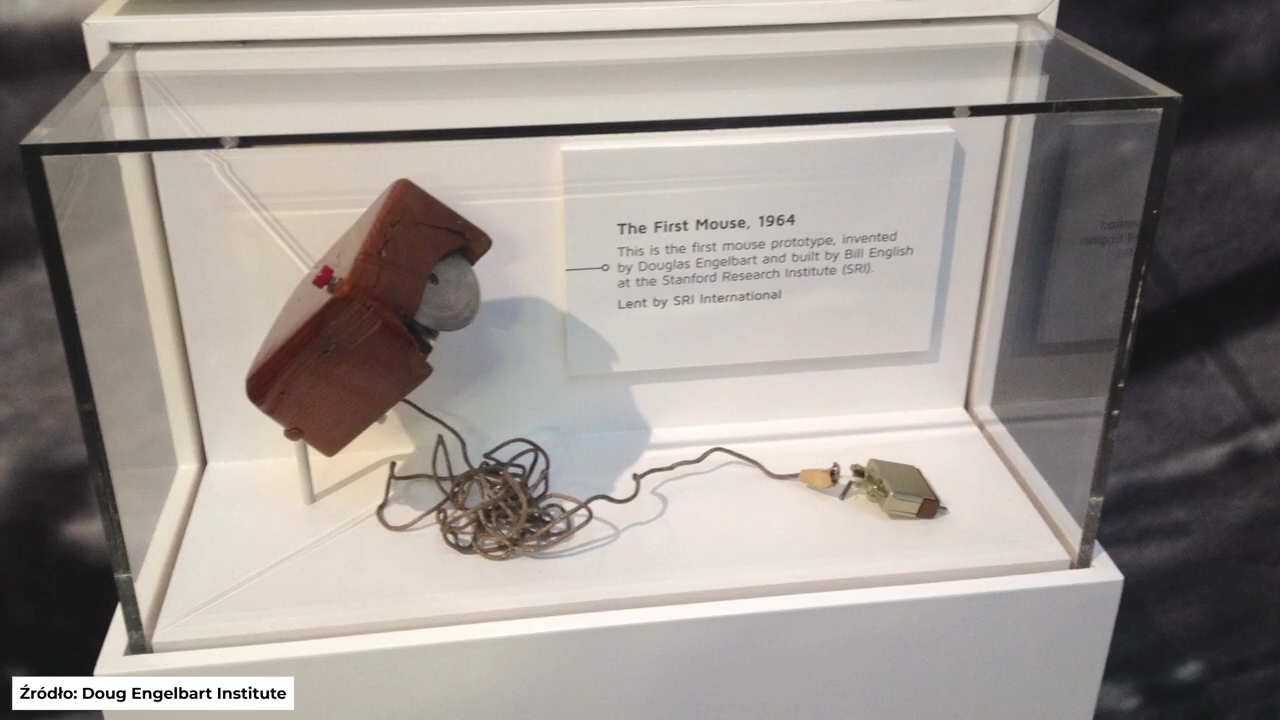 The First Mouse, 1964
This is the first mouse prototype, invented
by Douglas Engelbart and built by Bill English
at the Stanford Research Institute (SRI).
Lent by SRI International
Źródło: Doug Engelbart Institute